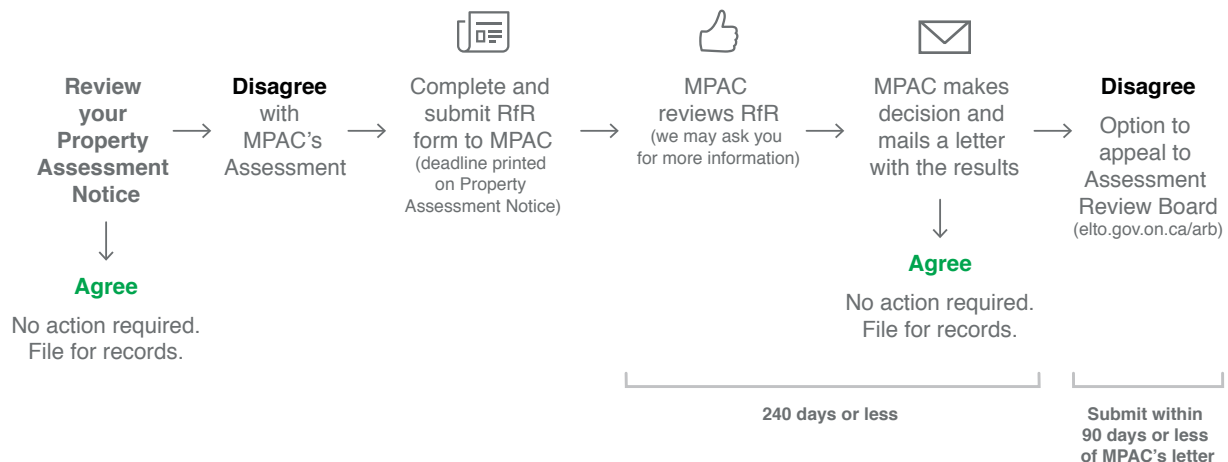 Review
your
Property
Assessment
Notice
Agree
No action required.
File for records.
Disagree
with
MPAC's
Assessment
Complete and
submit RfR
form to MPAC
(deadline printed
on Property
Assessment Notice)
MPAC
reviews RfR
(we may ask you
for more information)
MPAC makes
decision and
mails a letter
with the results
Agree
No action required.
File for records.
Disagree
Option to
appeal to
Assessment
Review Board
(elto.gov.on.ca/arb)
240 days or less
Submit within
90 days or less
of MPAC's letter